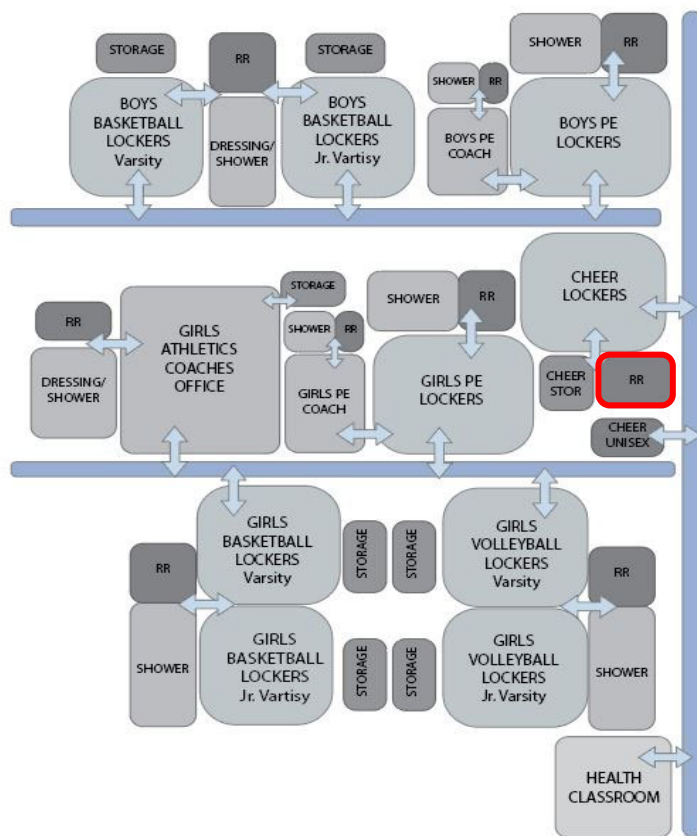 STORAGE
RR
STORAGE
SHOWER
RR
BOYS
BASKETBALL
LOCKERS
Varsity
DRESSING/
SHOWER
BOYS
BASKETBALL
LOCKERS
Jr. Vartisy
SHOWER
RR
BOYS PE
COACH
BOYS PE
LOCKERS
RR
DRESSING/
SHOWER
GIRLS
ATHLETICS
COACHES
OFFICE
STORAGE
SHOWER
RR
GIRLS PE
COACH
SHOWER
RR
GIRLS PE
LOCKERS
CHEER
LOCKERS
CHEER
STOR
RR
CHEER
UNISEX
GIRLS
BASKETBALL
LOCKERS
Varsity
STORAGE
STORAGE
GIRLS
VOLLEYBALL
LOCKERS
Varsity
RR
RR
SHOWER
GIRLS
BASKETBALL
LOCKERS
Jr. Vartisy
STORAGE
STORAGE
GIRLS
VOLLEYBALL
LOCKERS
Jr. Varsity
SHOWER
HEALTH
CLASSROOM